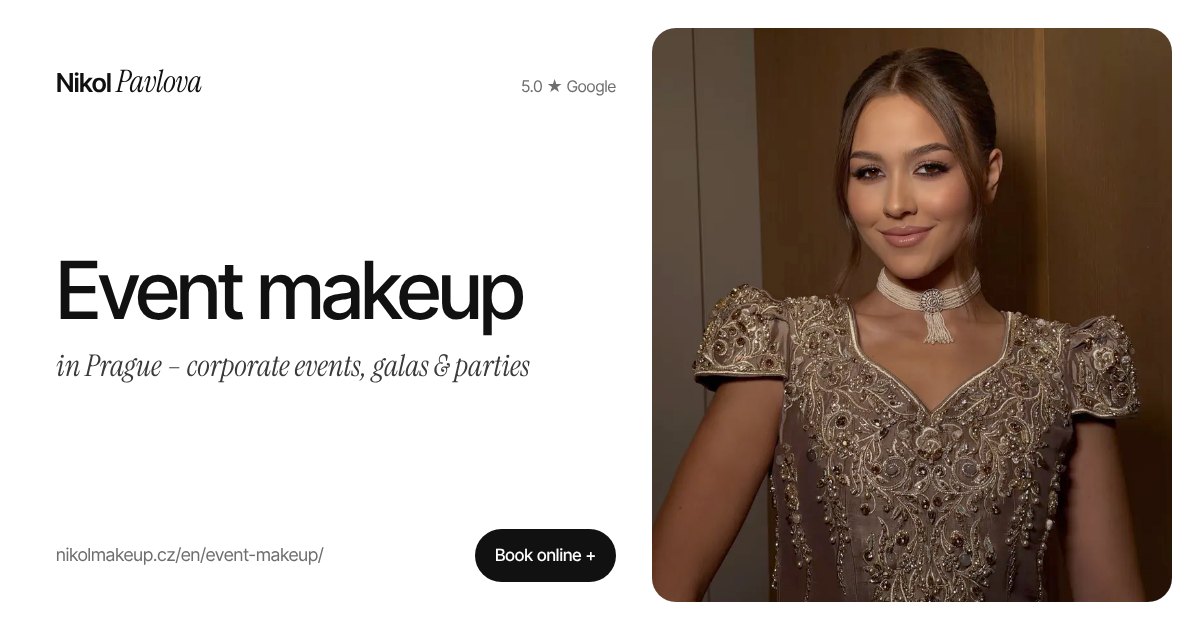 Nikol Pavlova
5.0 ★ Google
Event makeup
in Prague – corporate events, galas & parties
nikolmakeup.cz/en/event-makeup/
Book online +